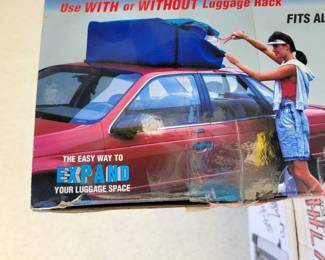 Use WITH or WITHOUT Luggage Rack
FITS AL
THE EASY WAY TO
EXPAND
YOUR LUGGAGE SPACE